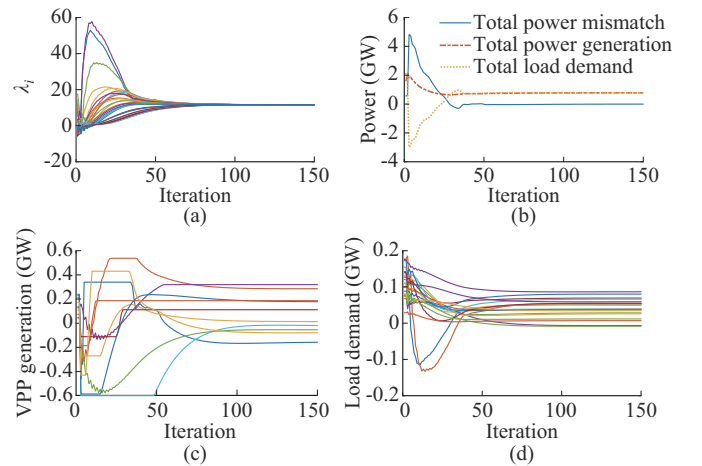 60
40
20
0
-20
λi
0
50
100
150
Iteration
(a)
6
4
2
0
-2
-4
Power (GW)
Total power mismatch
Total power generation
Total load demand
0
50
100
150
Iteration
(b)
0.6
0.4
0.2
0
-0.2
-0.4
-0.6
VPP generation (GW)
0
50
100
150
Iteration
(c)
0.2
0.1
0
-0.1
-0.2
Load demand (GW)
0
50
100
150
Iteration
(d)